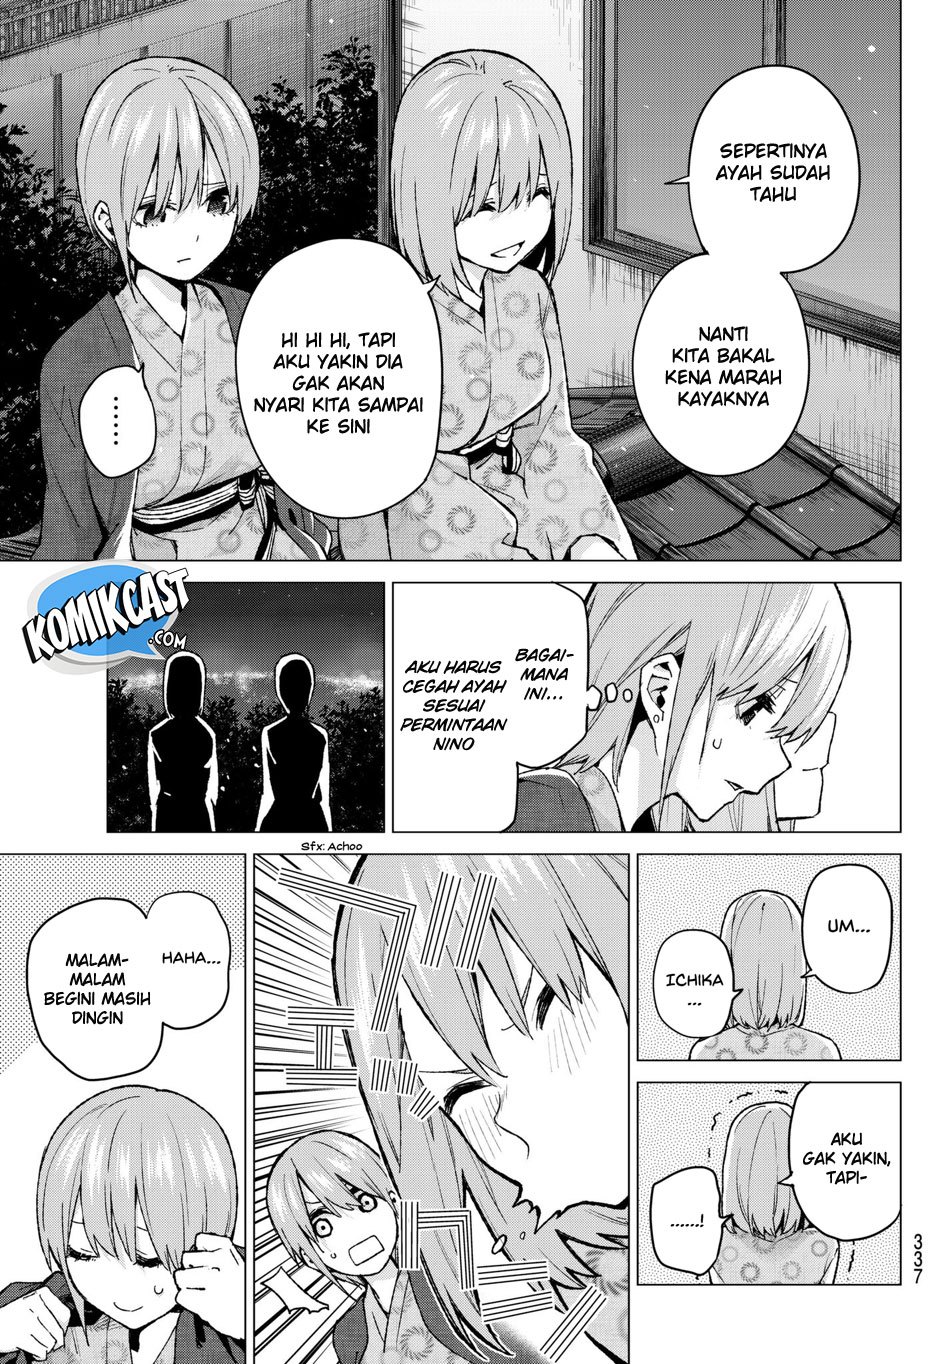 SEPERTINYA
AYAH SUDAH
TAHU
NANTI
KITA BAKAL
KENA MARAH
KAYAKNYA
HI HI HI, TAPI
AKU YAKIN DIA
GAK AKAN
NYARI KITA SAMPAI
KE SINI
......
BAGAI-
MANA
INI...
AKU HARUS
CEGAH AYAH
SESUAI
PERMINTAAN
NINO
KOMIKCAST
.COM
UM...
ICHIKA
...
AKU
GAK YAKIN,
TAPI-
......!
Sfx: Achoo
HAHA...
MALAM-
MALAM
BEGINI MASIH
DINGIN
337